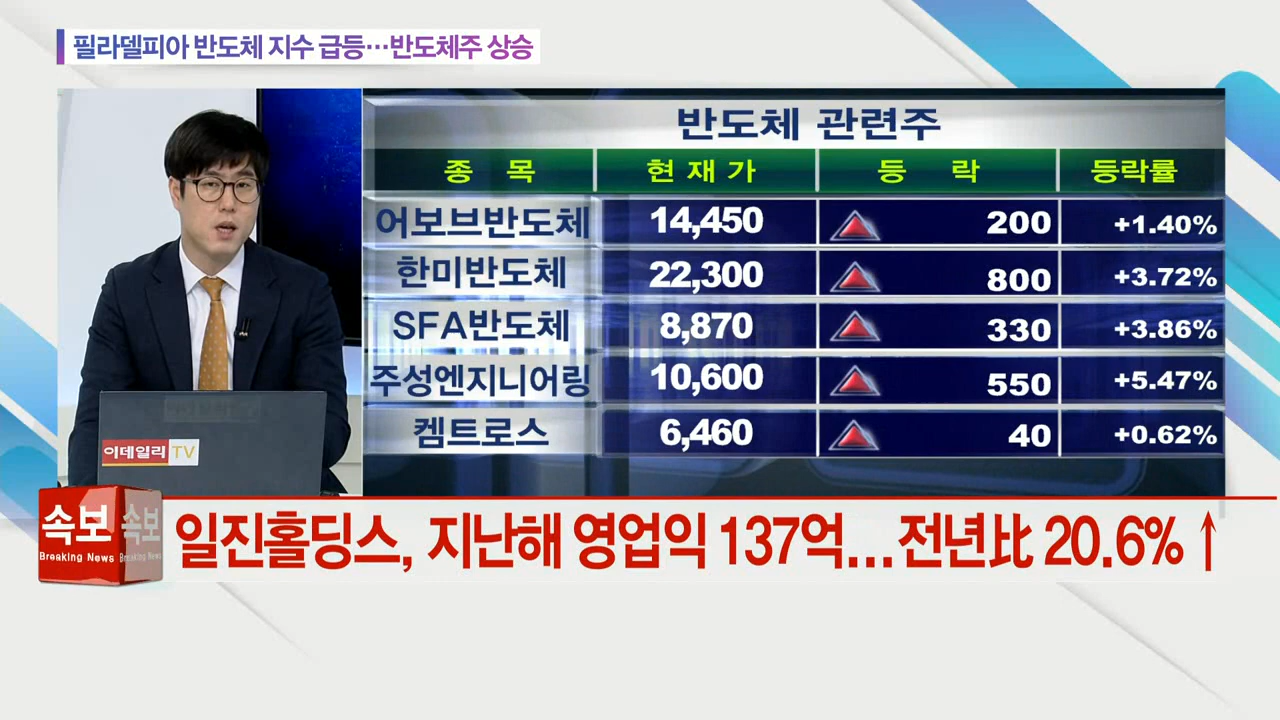 필라델피아 반도체 지수 급등…반도체주 상승
반도체 관련주
종 목 현 재 가 등 락 등락률
어보브반도체 14,450 200 +1.40%
한미반도체 22,300 800 +3.72%
SFA반도체 8,870 330 +3.86%
주성엔지니어링 10,600 550 +5.47%
켐트로스 6,460 40 +0.62%
이데일리TV
속보 속보
Breaking News
일진홀딩스, 지난해 영업익 137억...전년比 20.6%↑